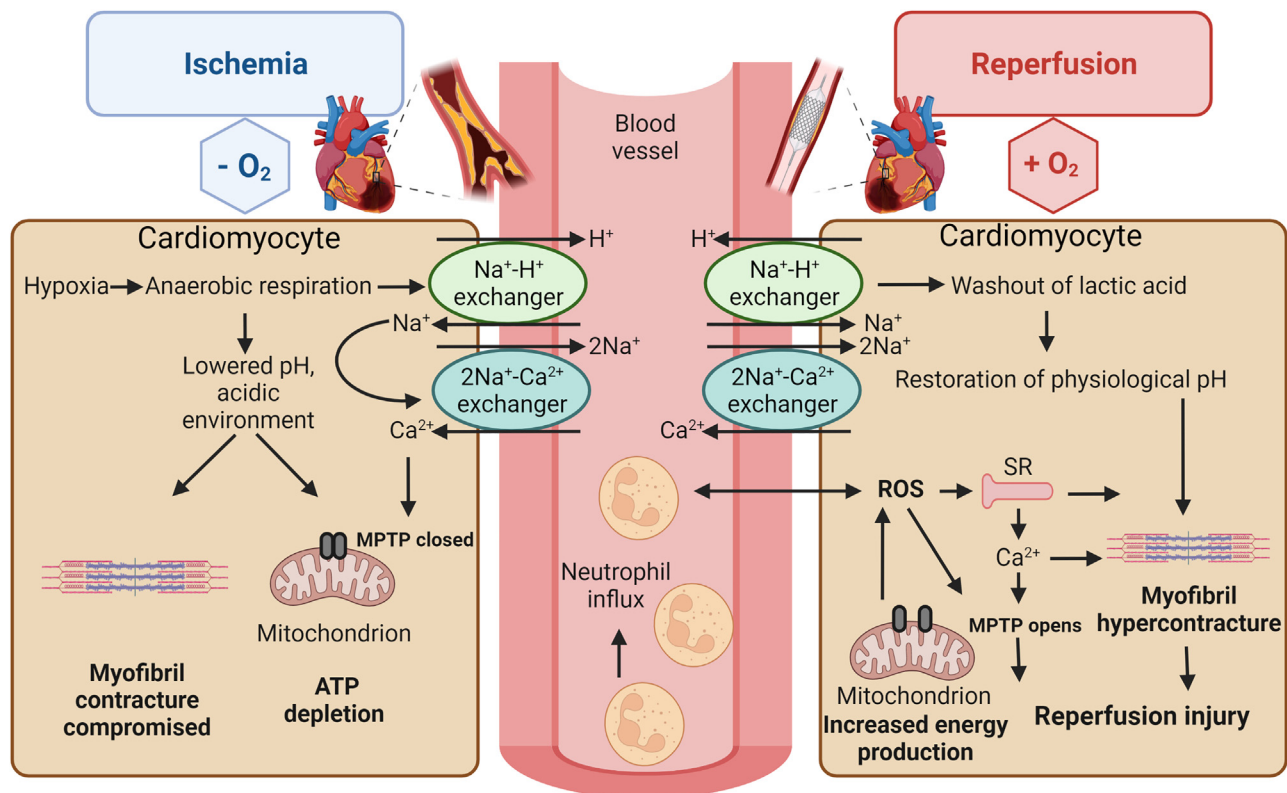 Ischemia
- O₂
Cardiomyocyte
Hypoxia
Anaerobic respiration
Lowered pH,
acidic
environment
Na⁺-H⁺
exchanger
H⁺
Na⁺
2Na⁺
2Na⁺-Ca²⁺
exchanger
Ca²⁺
MPTP closed
Mitochondrion
Myofibril
contracture
compromised
ATP
depletion
Blood
vessel
Neutrophil
influx
Reperfusion
+ O₂
Cardiomyocyte
H⁺
Na⁺-H⁺
exchanger
Washout of lactic acid
Na⁺
2Na⁺
2Na⁺-Ca²⁺
exchanger
Restoration of physiological pH
Ca²⁺
ROS
SR
Ca²⁺
MPTP opens
Myofibril
hypercontracture
Mitochondrion
Increased energy
production
Reperfusion injury